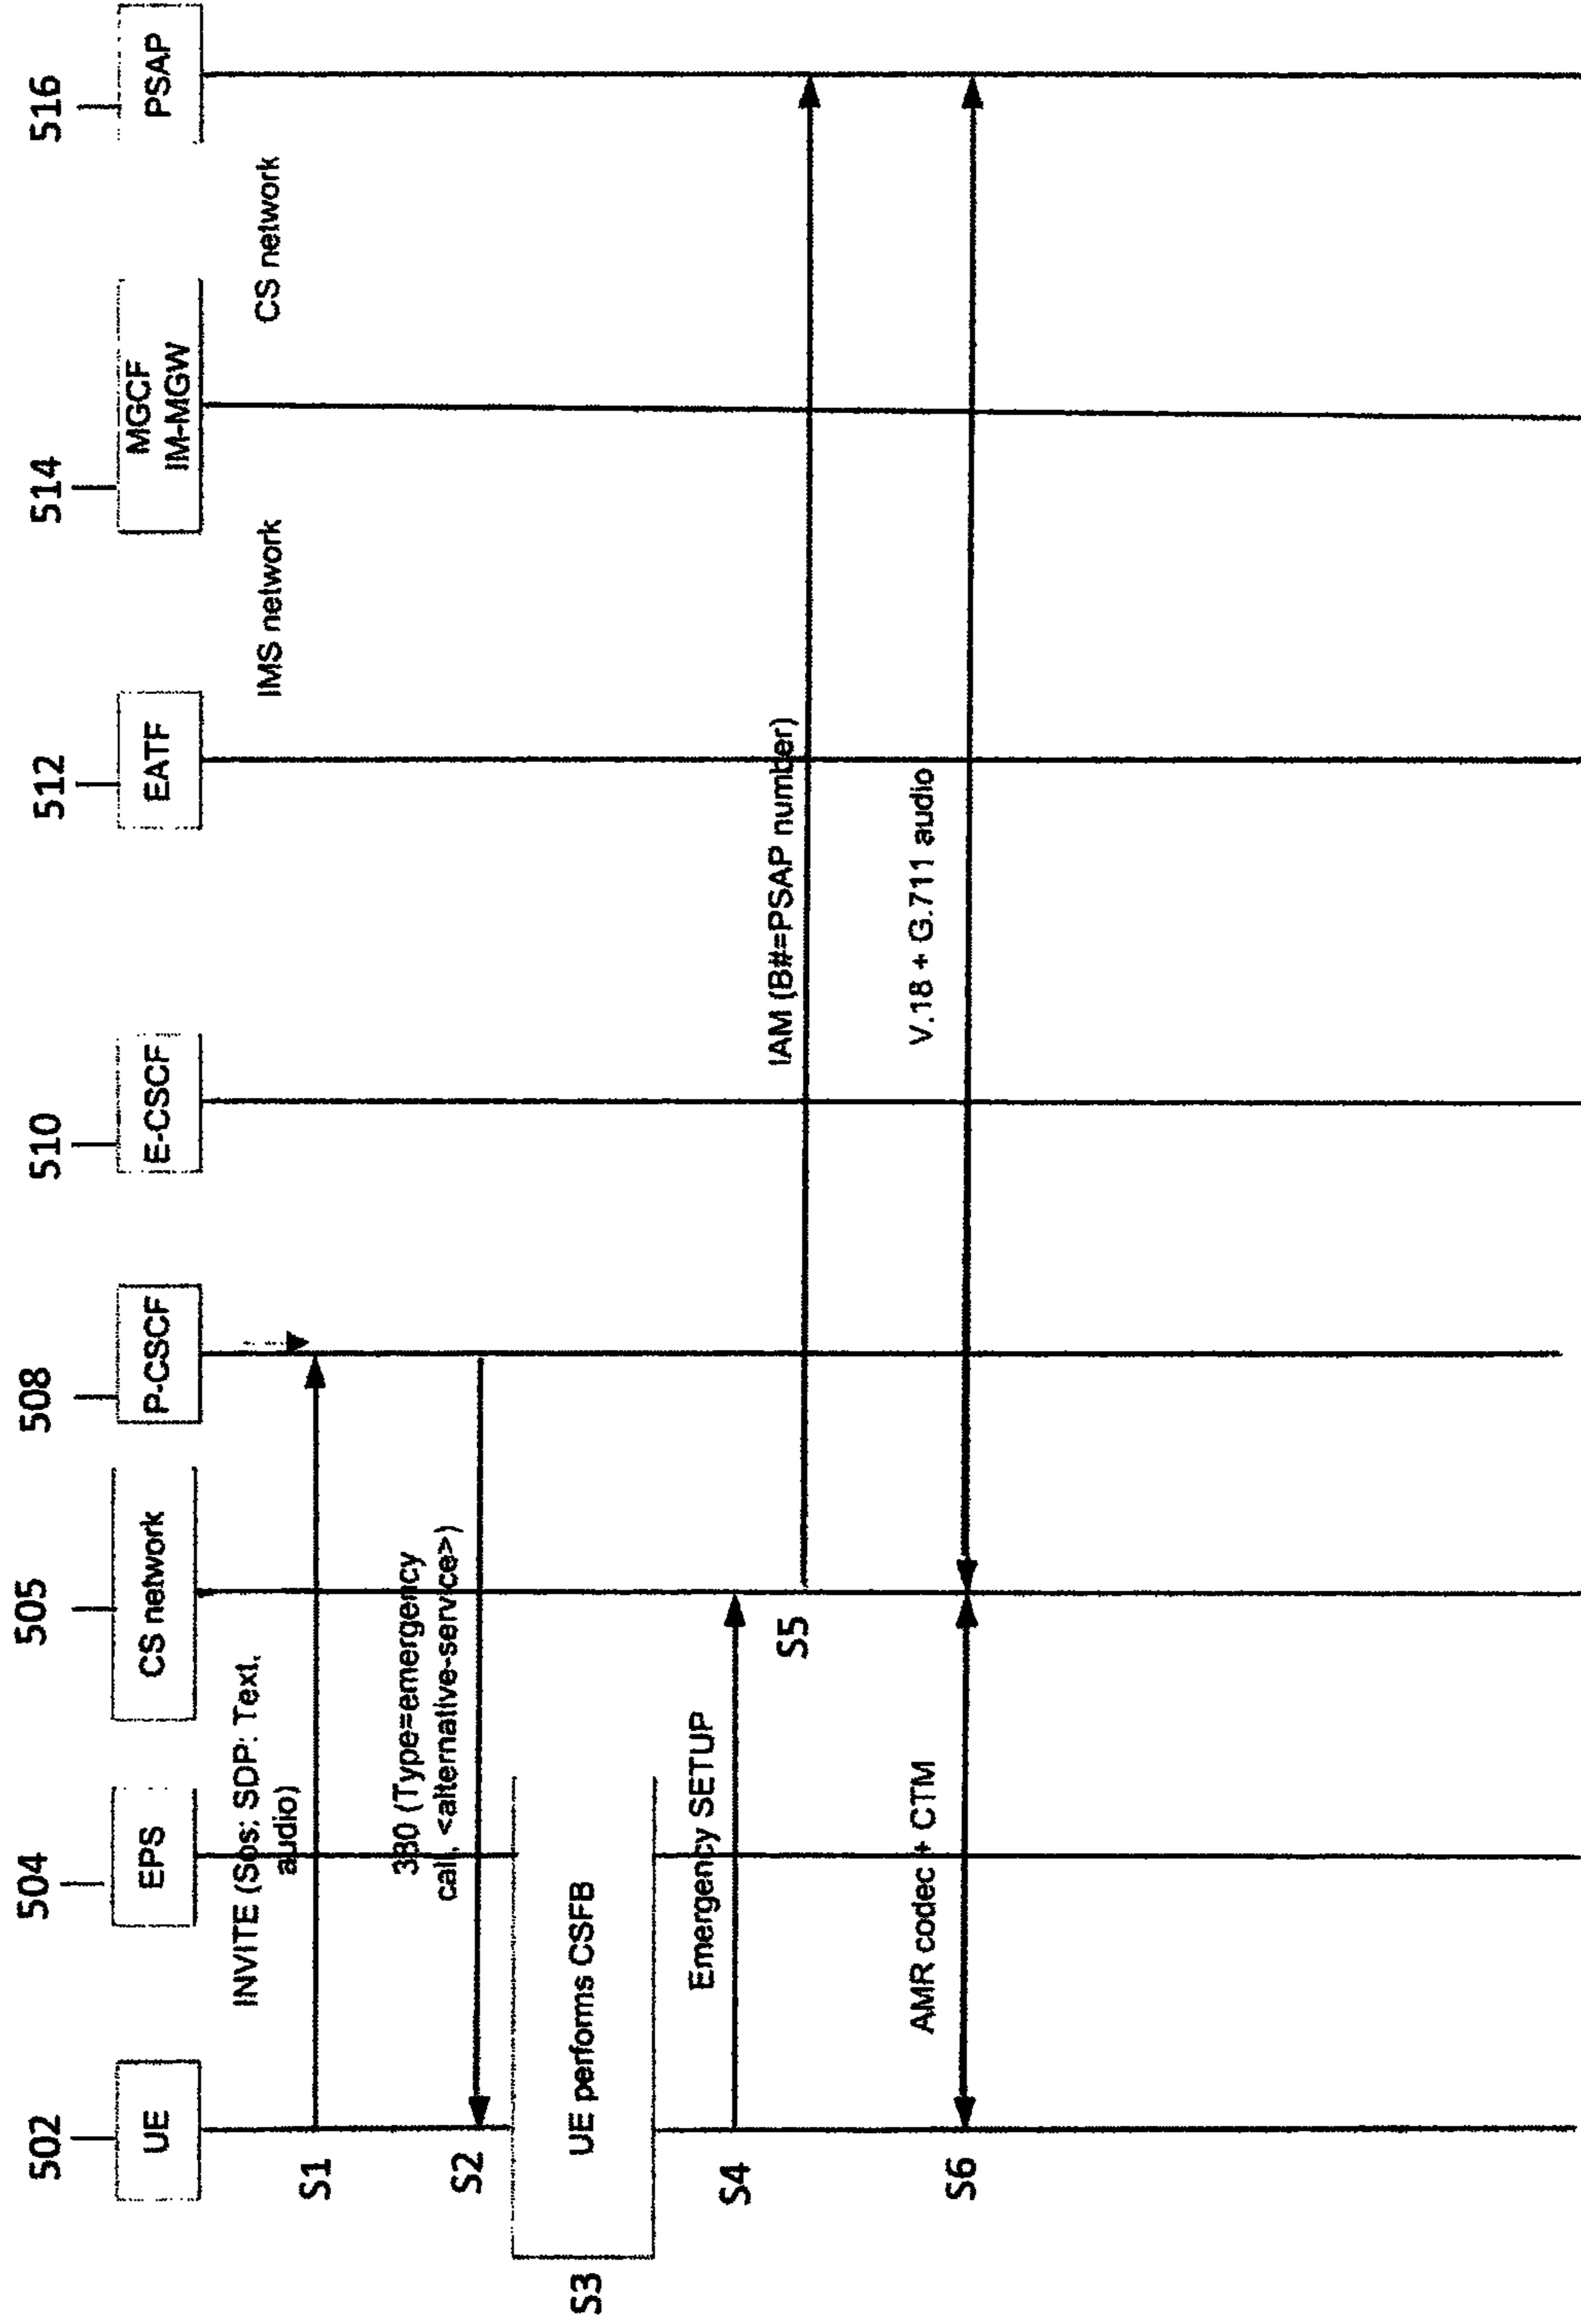 502
504
505
508
510
512
514
516
UE
EPS
CS network
P-CSCF
E-CSCF
EATF
MGCF
IM-MGW
PSAP
IMS network
CS network
INVITE (Sos; SDP: Text,
audio)
S1
380 (Type=emergency
call, <alternative-service>)
S2
UE performs CSFB
S3
Emergency SETUP
S4
IAM (B#=PSAP number)
S5
AMR codec + CTM
V.18 + G.711 audio
S6